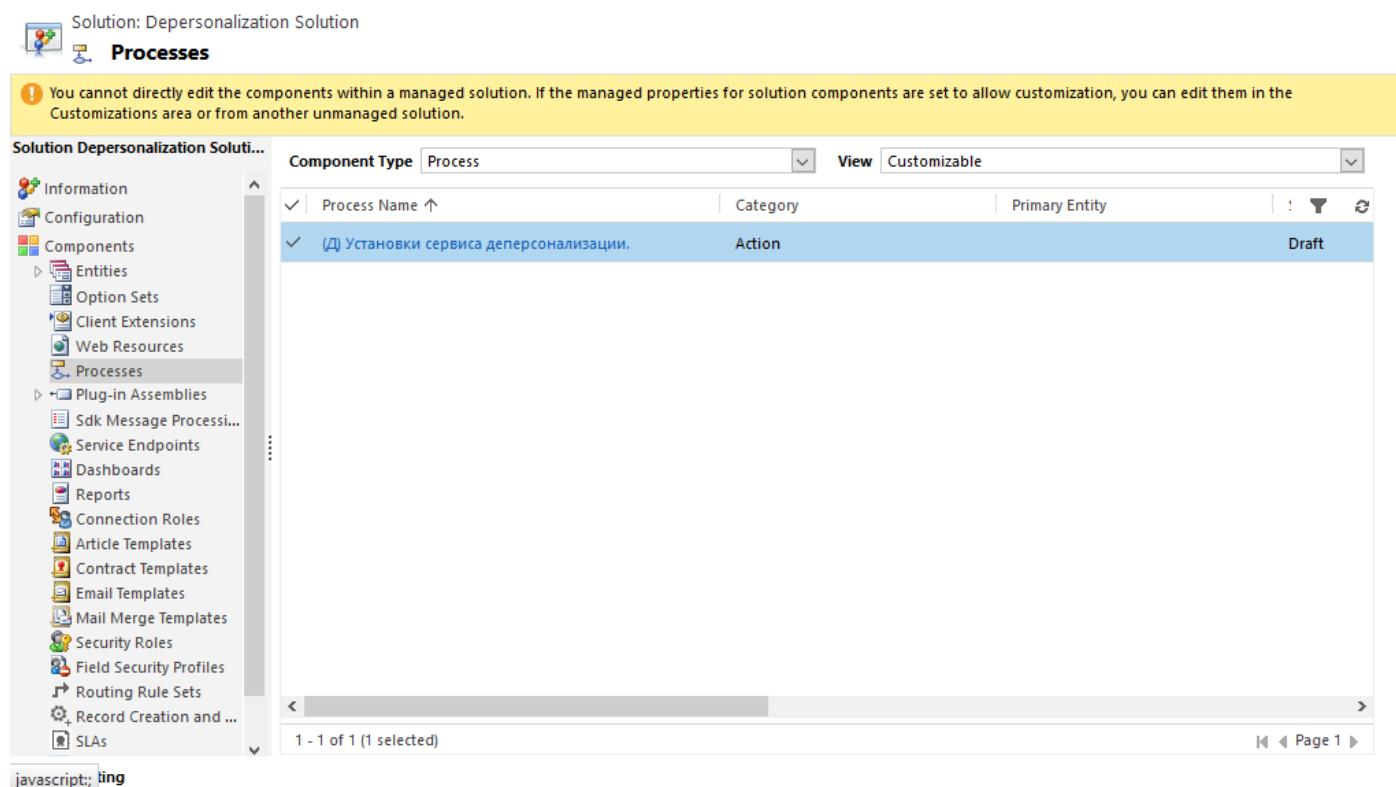 Solution: Depersonalization Solution
Processes
You cannot directly edit the components within a managed solution. If the managed properties for solution components are set to allow customization, you can edit them in the
Customizations area or from another unmanaged solution.
Solution Depersonalization Soluti...
Component Type Process View Customizable
Information
Configuration
Components
Entities
Option Sets
Client Extensions
Web Resources
Processes
Plug-in Assemblies
Sdk Message Processi...
Service Endpoints
Dashboards
Reports
Connection Roles
Article Templates
Contract Templates
Email Templates
Mail Merge Templates
Security Roles
Field Security Profiles
Routing Rule Sets
Record Creation and ...
SLAs
Process Name Category Primary Entity
(Д) Установки сервиса деперсонализации. Action Draft
1 - 1 of 1 (1 selected) Page 1
javascript:; ting